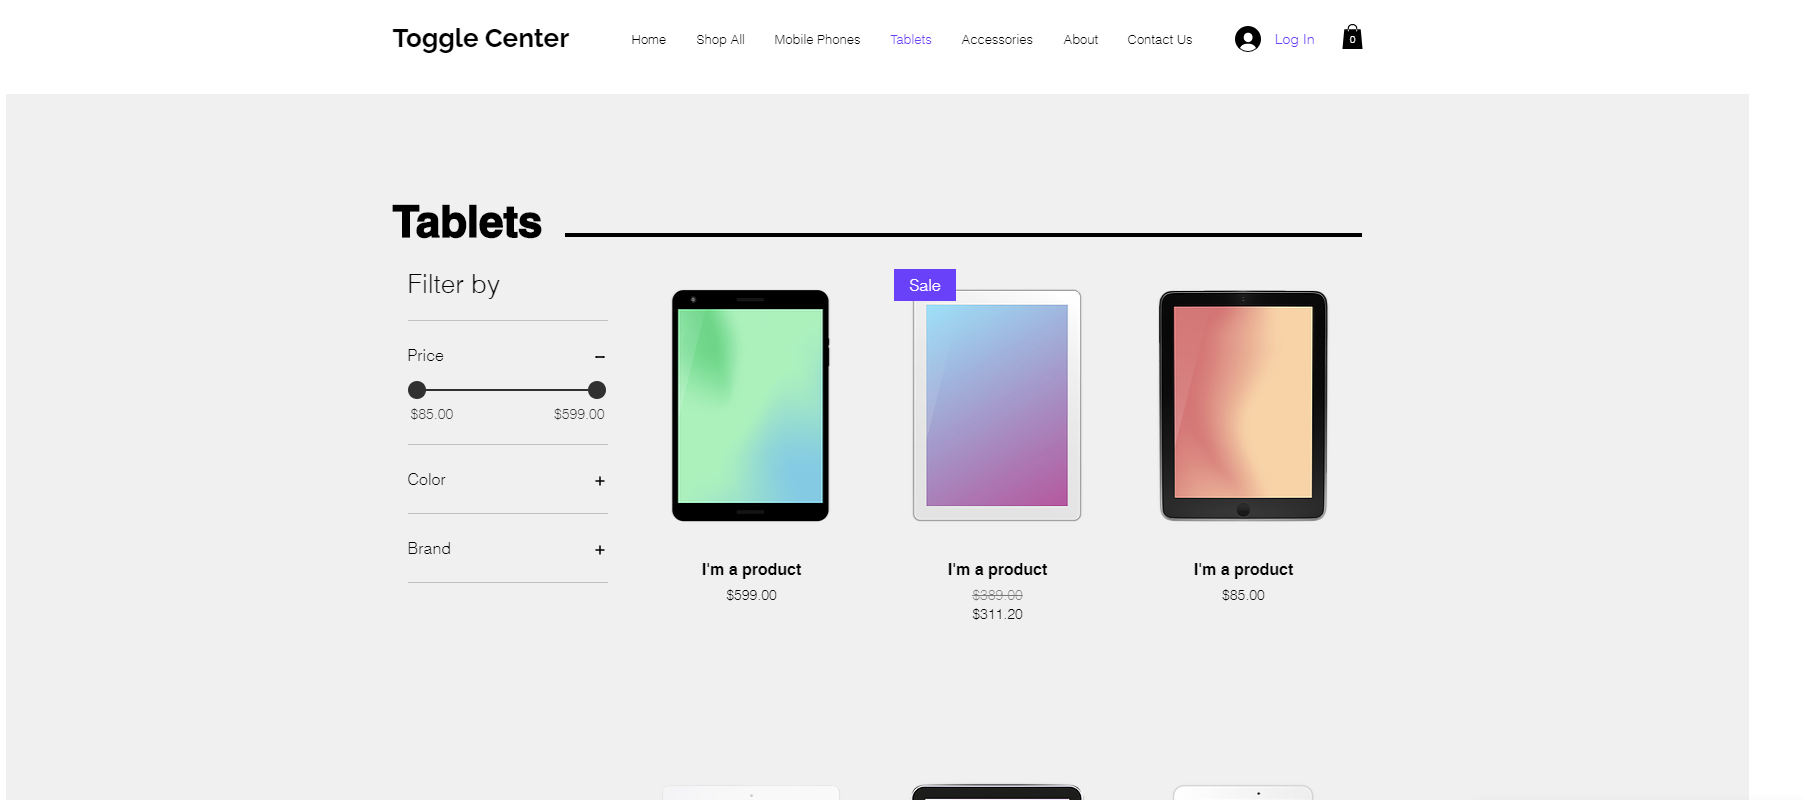 Toggle Center
Home Shop All Mobile Phones Tablets Accessories About Contact Us Log In 0
Tablets
Filter by
Price
$85.00 $599.00
Color
Brand
Sale
I'm a product
$599.00
I'm a product
$389.00
$311.20
I'm a product
$85.00